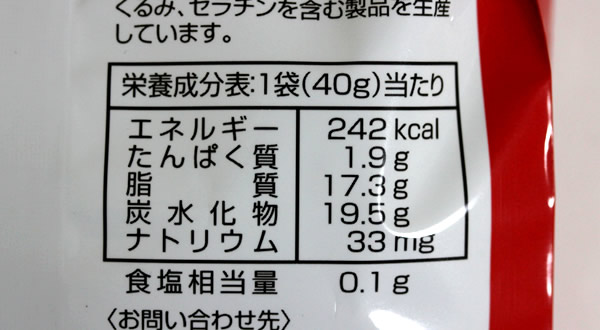 くるみ、ゼラチンを含む製品を生産
しています。
栄養成分表:1袋(40g)当たり
エネルギー 242 kcal
たんぱく質 1.9 g
脂質 17.3 g
炭水化物 19.5 g
ナトリウム 33 mg
食塩相当量 0.1 g
〈お問い合わせ先〉